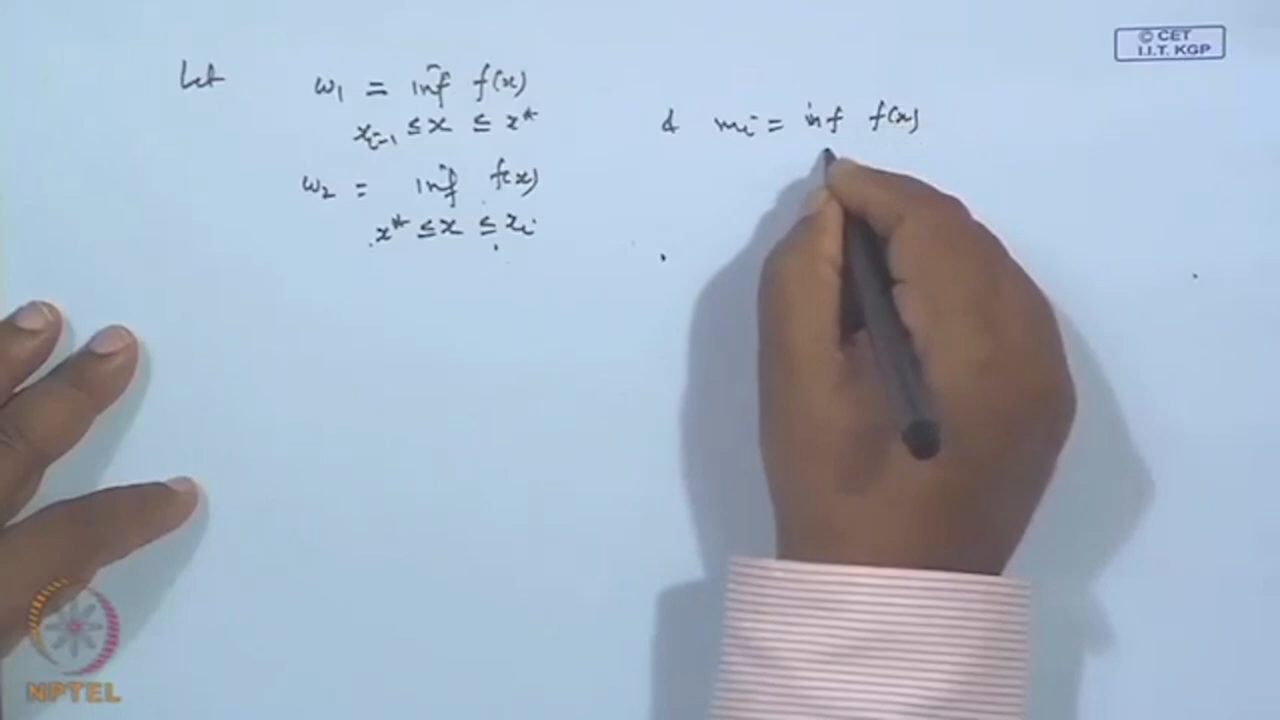 © CET
I.I.T. KGP
Let ω₁ = inf f(x)
x_{i-1} ≤ x ≤ x*
& mᵢ = inf f(x)
ω₂ = inf f(x)
x* ≤ x ≤ xᵢ
NPTEL